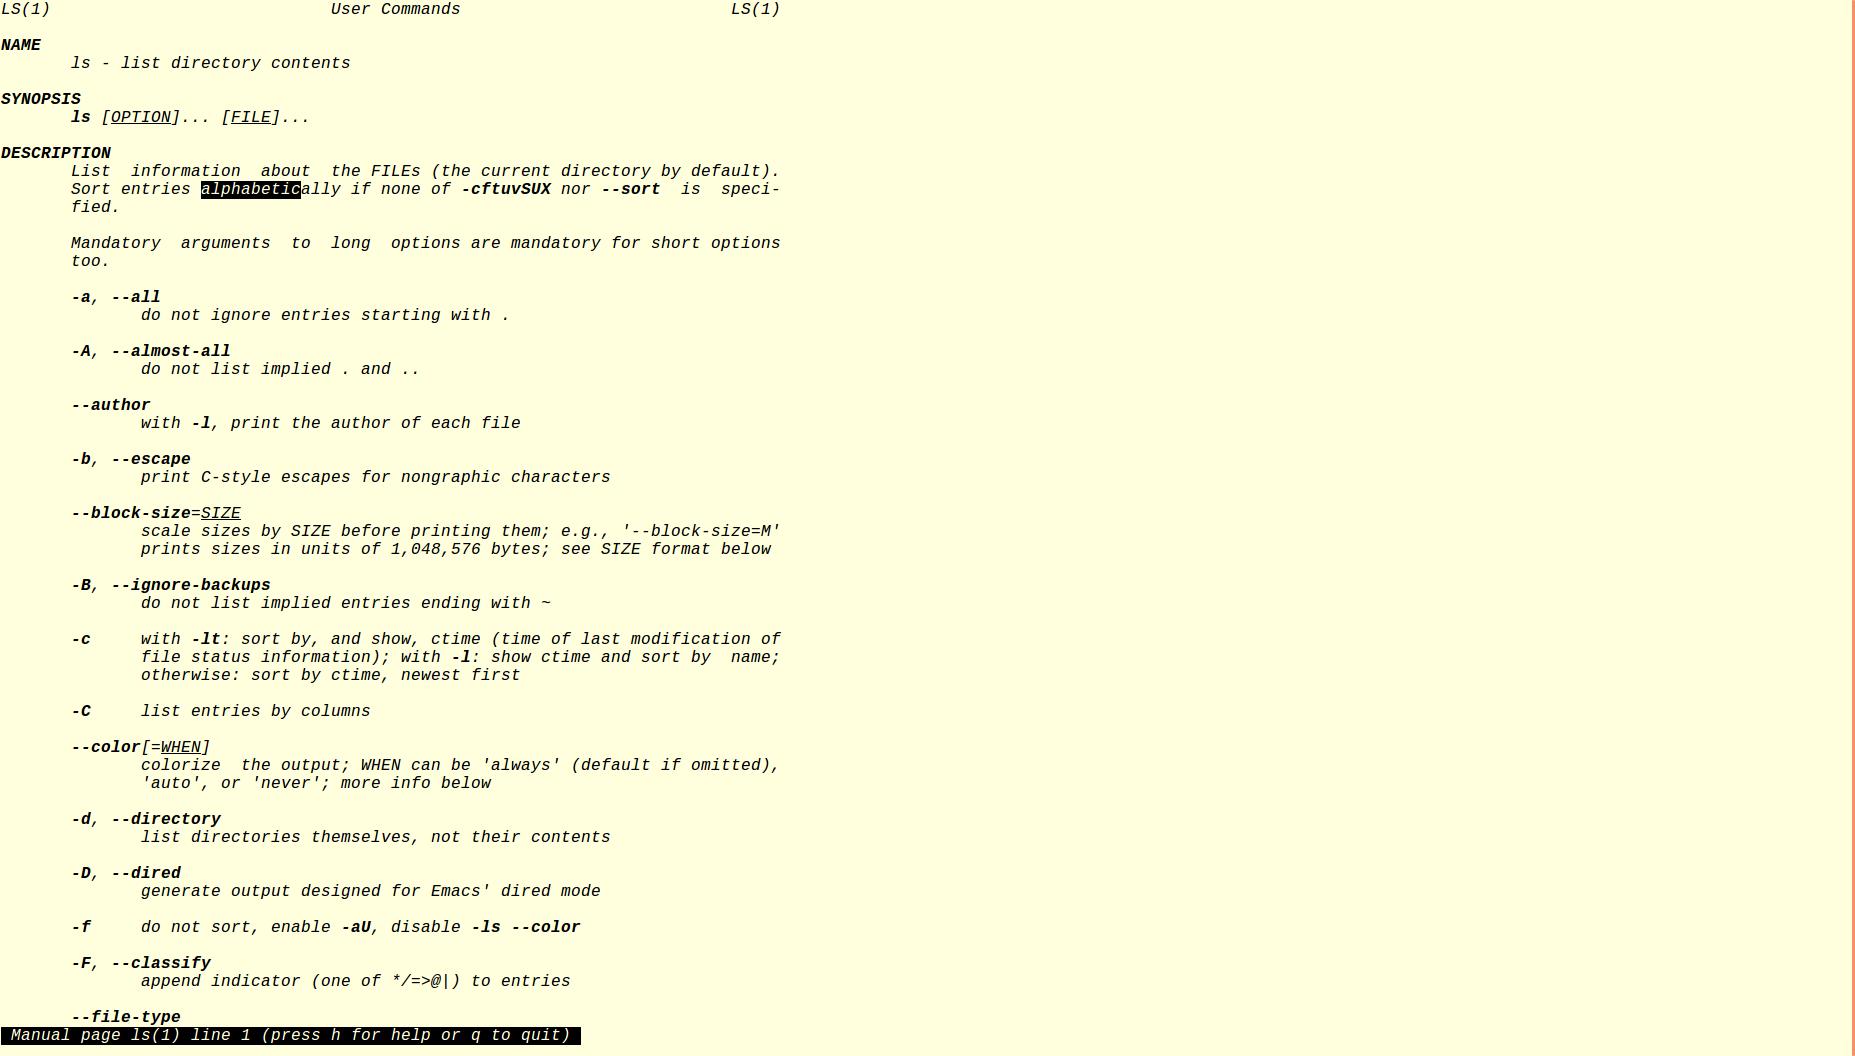 LS(1)                            User Commands                           LS(1)

NAME
       ls - list directory contents

SYNOPSIS
       ls [OPTION]... [FILE]...

DESCRIPTION
       List  information  about  the FILEs (the current directory by default).
       Sort entries alphabetically if none of -cftuvSUX nor --sort  is  speci-
       fied.

       Mandatory  arguments  to  long  options are mandatory for short options
       too.

       -a, --all
              do not ignore entries starting with .

       -A, --almost-all
              do not list implied . and ..

       --author
              with -l, print the author of each file

       -b, --escape
              print C-style escapes for nongraphic characters

       --block-size=SIZE
              scale sizes by SIZE before printing them; e.g., '--block-size=M'
              prints sizes in units of 1,048,576 bytes; see SIZE format below

       -B, --ignore-backups
              do not list implied entries ending with ~

       -c     with -lt: sort by, and show, ctime (time of last modification of
              file status information); with -l: show ctime and sort by  name;
              otherwise: sort by ctime, newest first

       -C     list entries by columns

       --color[=WHEN]
              colorize  the output; WHEN can be 'always' (default if omitted),
              'auto', or 'never'; more info below

       -d, --directory
              list directories themselves, not their contents

       -D, --dired
              generate output designed for Emacs' dired mode

       -f     do not sort, enable -aU, disable -ls --color

       -F, --classify
              append indicator (one of */=>@|) to entries

       --file-type
 Manual page ls(1) line 1 (press h for help or q to quit)